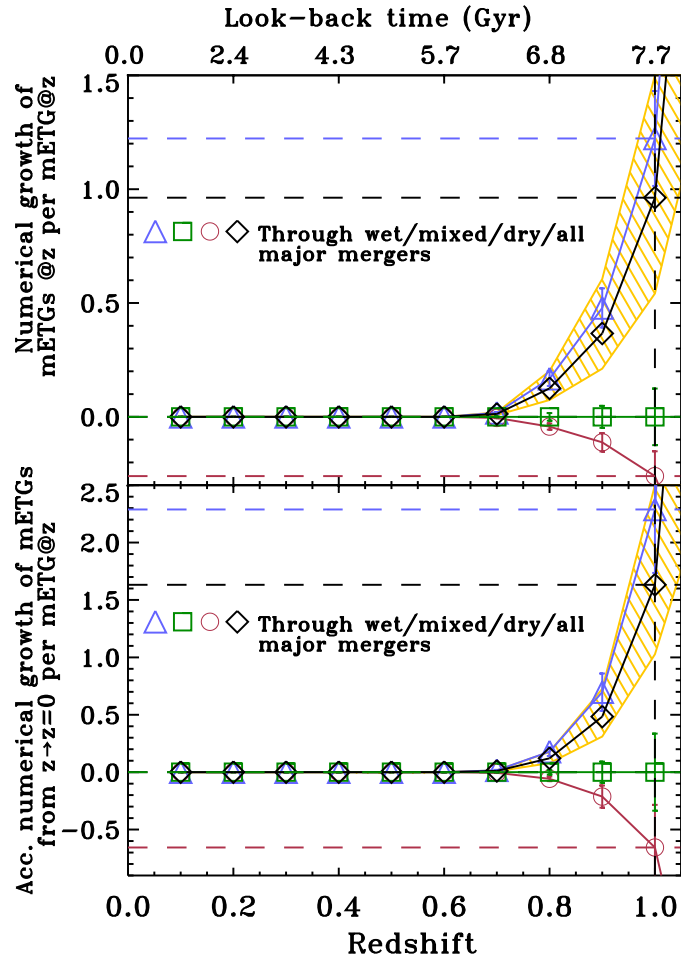 Look-back time (Gyr)
0.0 2.4 4.3 5.7 6.8 7.7
Numerical growth of
mETGs @z per mETG@z
1.5
1.0
0.5
0.0
Through wet/mixed/dry/all
major mergers
Acc. numerical growth of mETGs
from z→z=0 per mETG@z
2.5
2.0
1.5
1.0
0.5
0.0
−0.5
Through wet/mixed/dry/all
major mergers
0.0 0.2 0.4 0.6 0.8 1.0
Redshift